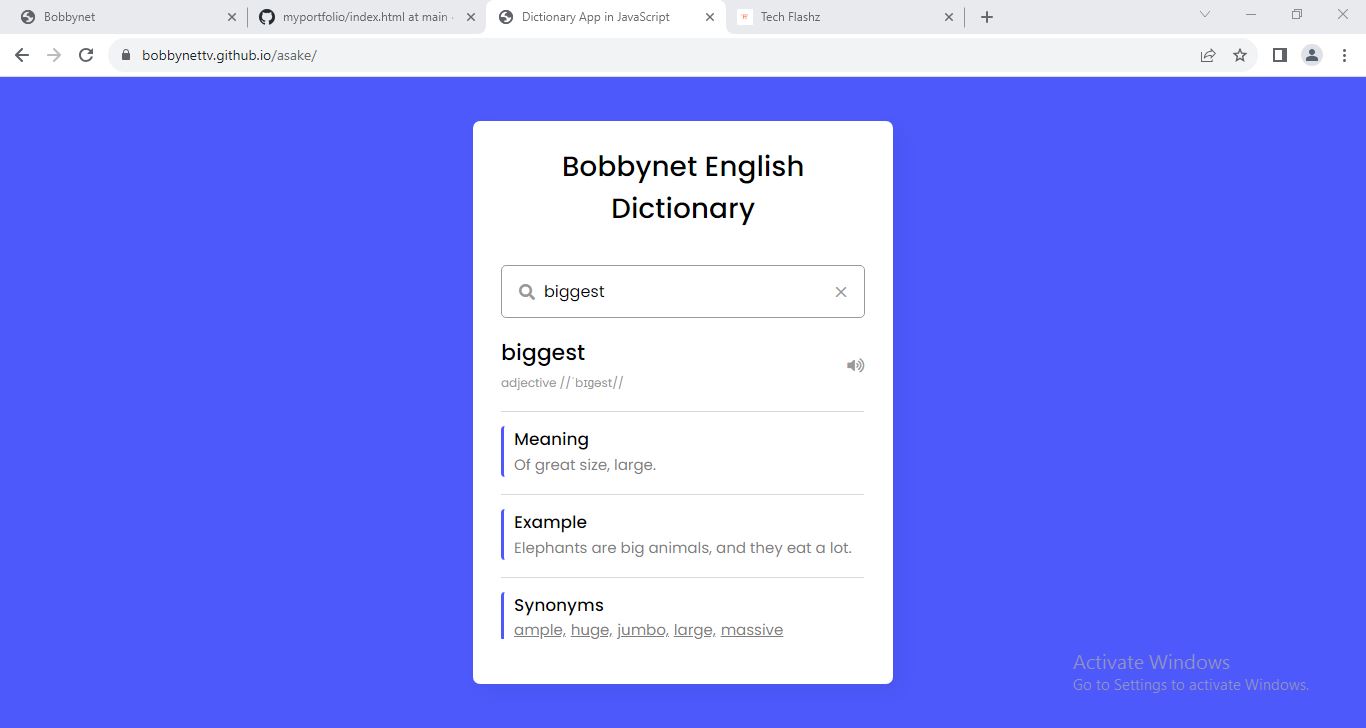 Bobbynet
myportfolio/index.html at main ·
Dictionary App in JavaScript
Tech Flashz
bobbynettv.github.io/asake/
Bobbynet English
Dictionary
biggest
biggest
adjective //ˈbɪɡəst//
Meaning
Of great size, large.
Example
Elephants are big animals, and they eat a lot.
Synonyms
ample, huge, jumbo, large, massive
Activate Windows
Go to Settings to activate Windows.